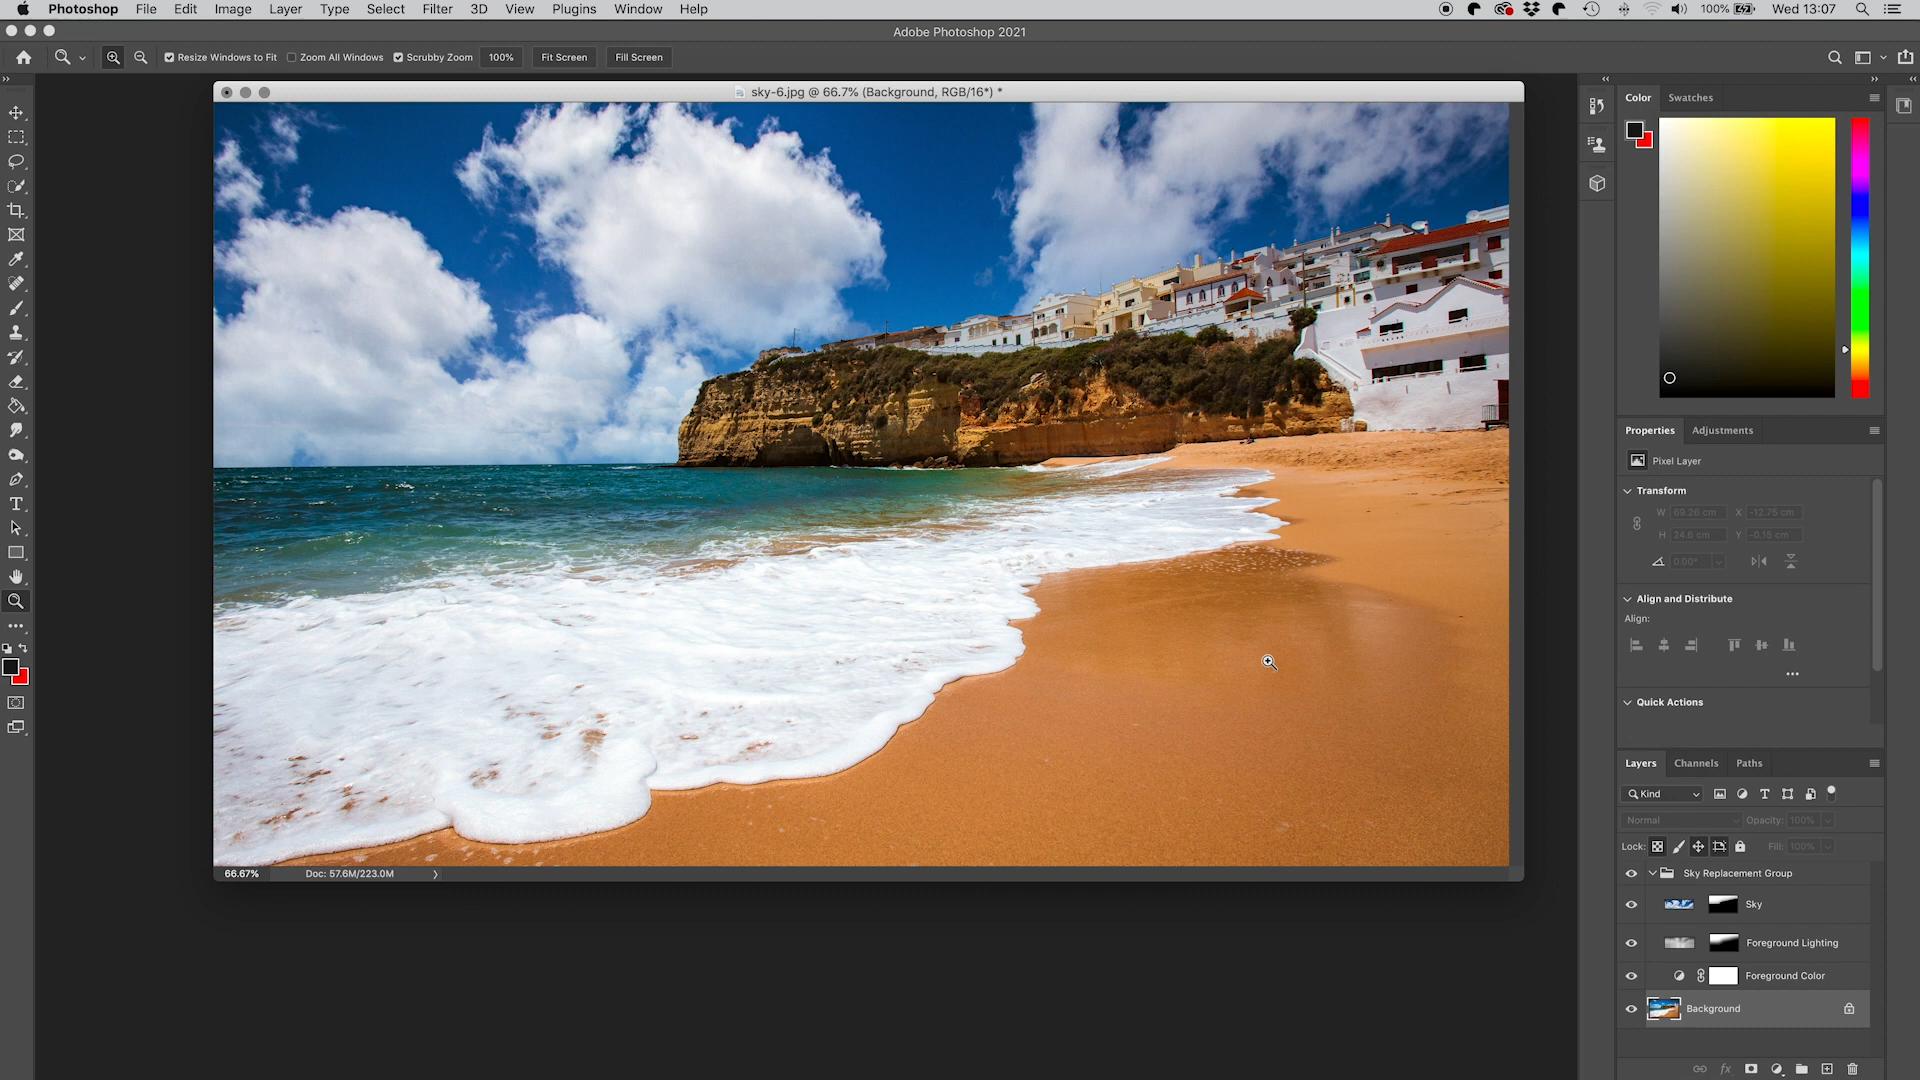 Photoshop File Edit Image Layer Type Select Filter 3D View Plugins Window Help 100% Wed 13:07
Adobe Photoshop 2021
Resize Windows to Fit Zoom All Windows Scrubby Zoom 100% Fit Screen Fill Screen
sky-6.jpg @ 66.7% (Background, RGB/16*) *
66.67% Doc: 57.6M/223.0M
Color Swatches
Properties Adjustments
Pixel Layer
Transform
W 69.26 cm X -12.75 cm
H 24.6 cm Y -0.15 cm
0.00°
Align and Distribute
Align:
Quick Actions
Layers Channels Paths
Kind
Normal Opacity: 100%
Lock: Fill: 100%
Sky Replacement Group
Sky
Foreground Lighting
Foreground Color
Background
fx